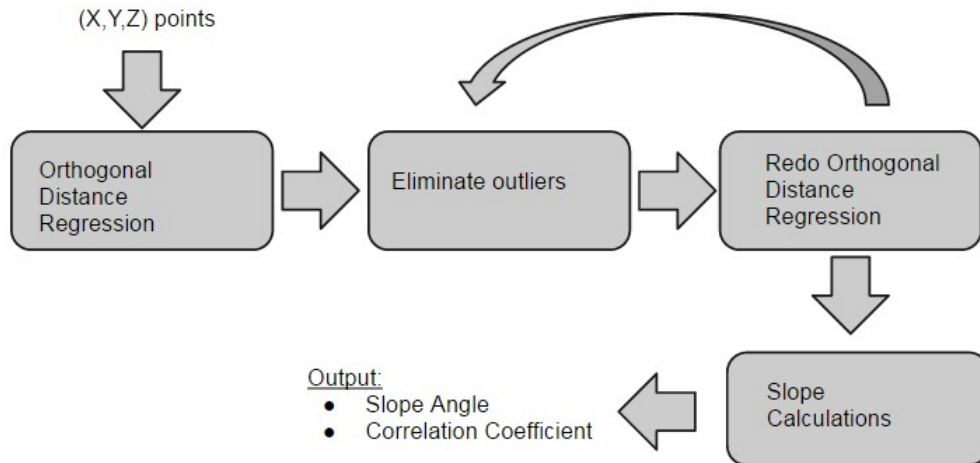 (X,Y,Z) points
Orthogonal
Distance
Regression
Eliminate outliers
Redo Orthogonal
Distance
Regression
Slope
Calculations
Output:
● Slope Angle
● Correlation Coefficient